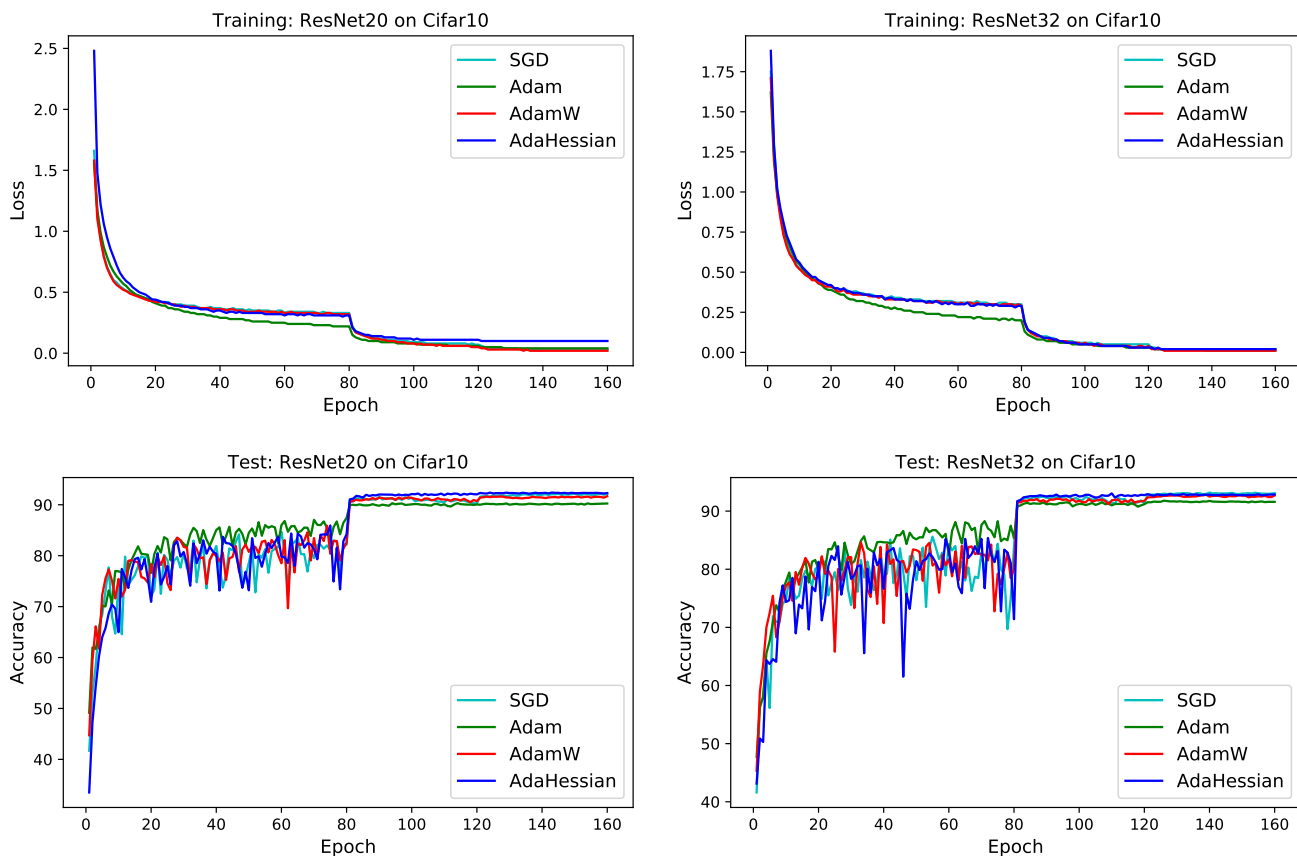 Training: ResNet20 on Cifar10
2.5
2.0
1.5
1.0
0.5
0.0
Loss
0 20 40 60 80 100 120 140 160
Epoch
SGD
Adam
AdamW
AdaHessian
Training: ResNet32 on Cifar10
1.75
1.50
1.25
1.00
0.75
0.50
0.25
0.00
Loss
0 20 40 60 80 100 120 140 160
Epoch
SGD
Adam
AdamW
AdaHessian
Test: ResNet20 on Cifar10
90
80
70
60
50
40
Accuracy
0 20 40 60 80 100 120 140 160
Epoch
SGD
Adam
AdamW
AdaHessian
Test: ResNet32 on Cifar10
90
80
70
60
50
40
Accuracy
0 20 40 60 80 100 120 140 160
Epoch
SGD
Adam
AdamW
AdaHessian